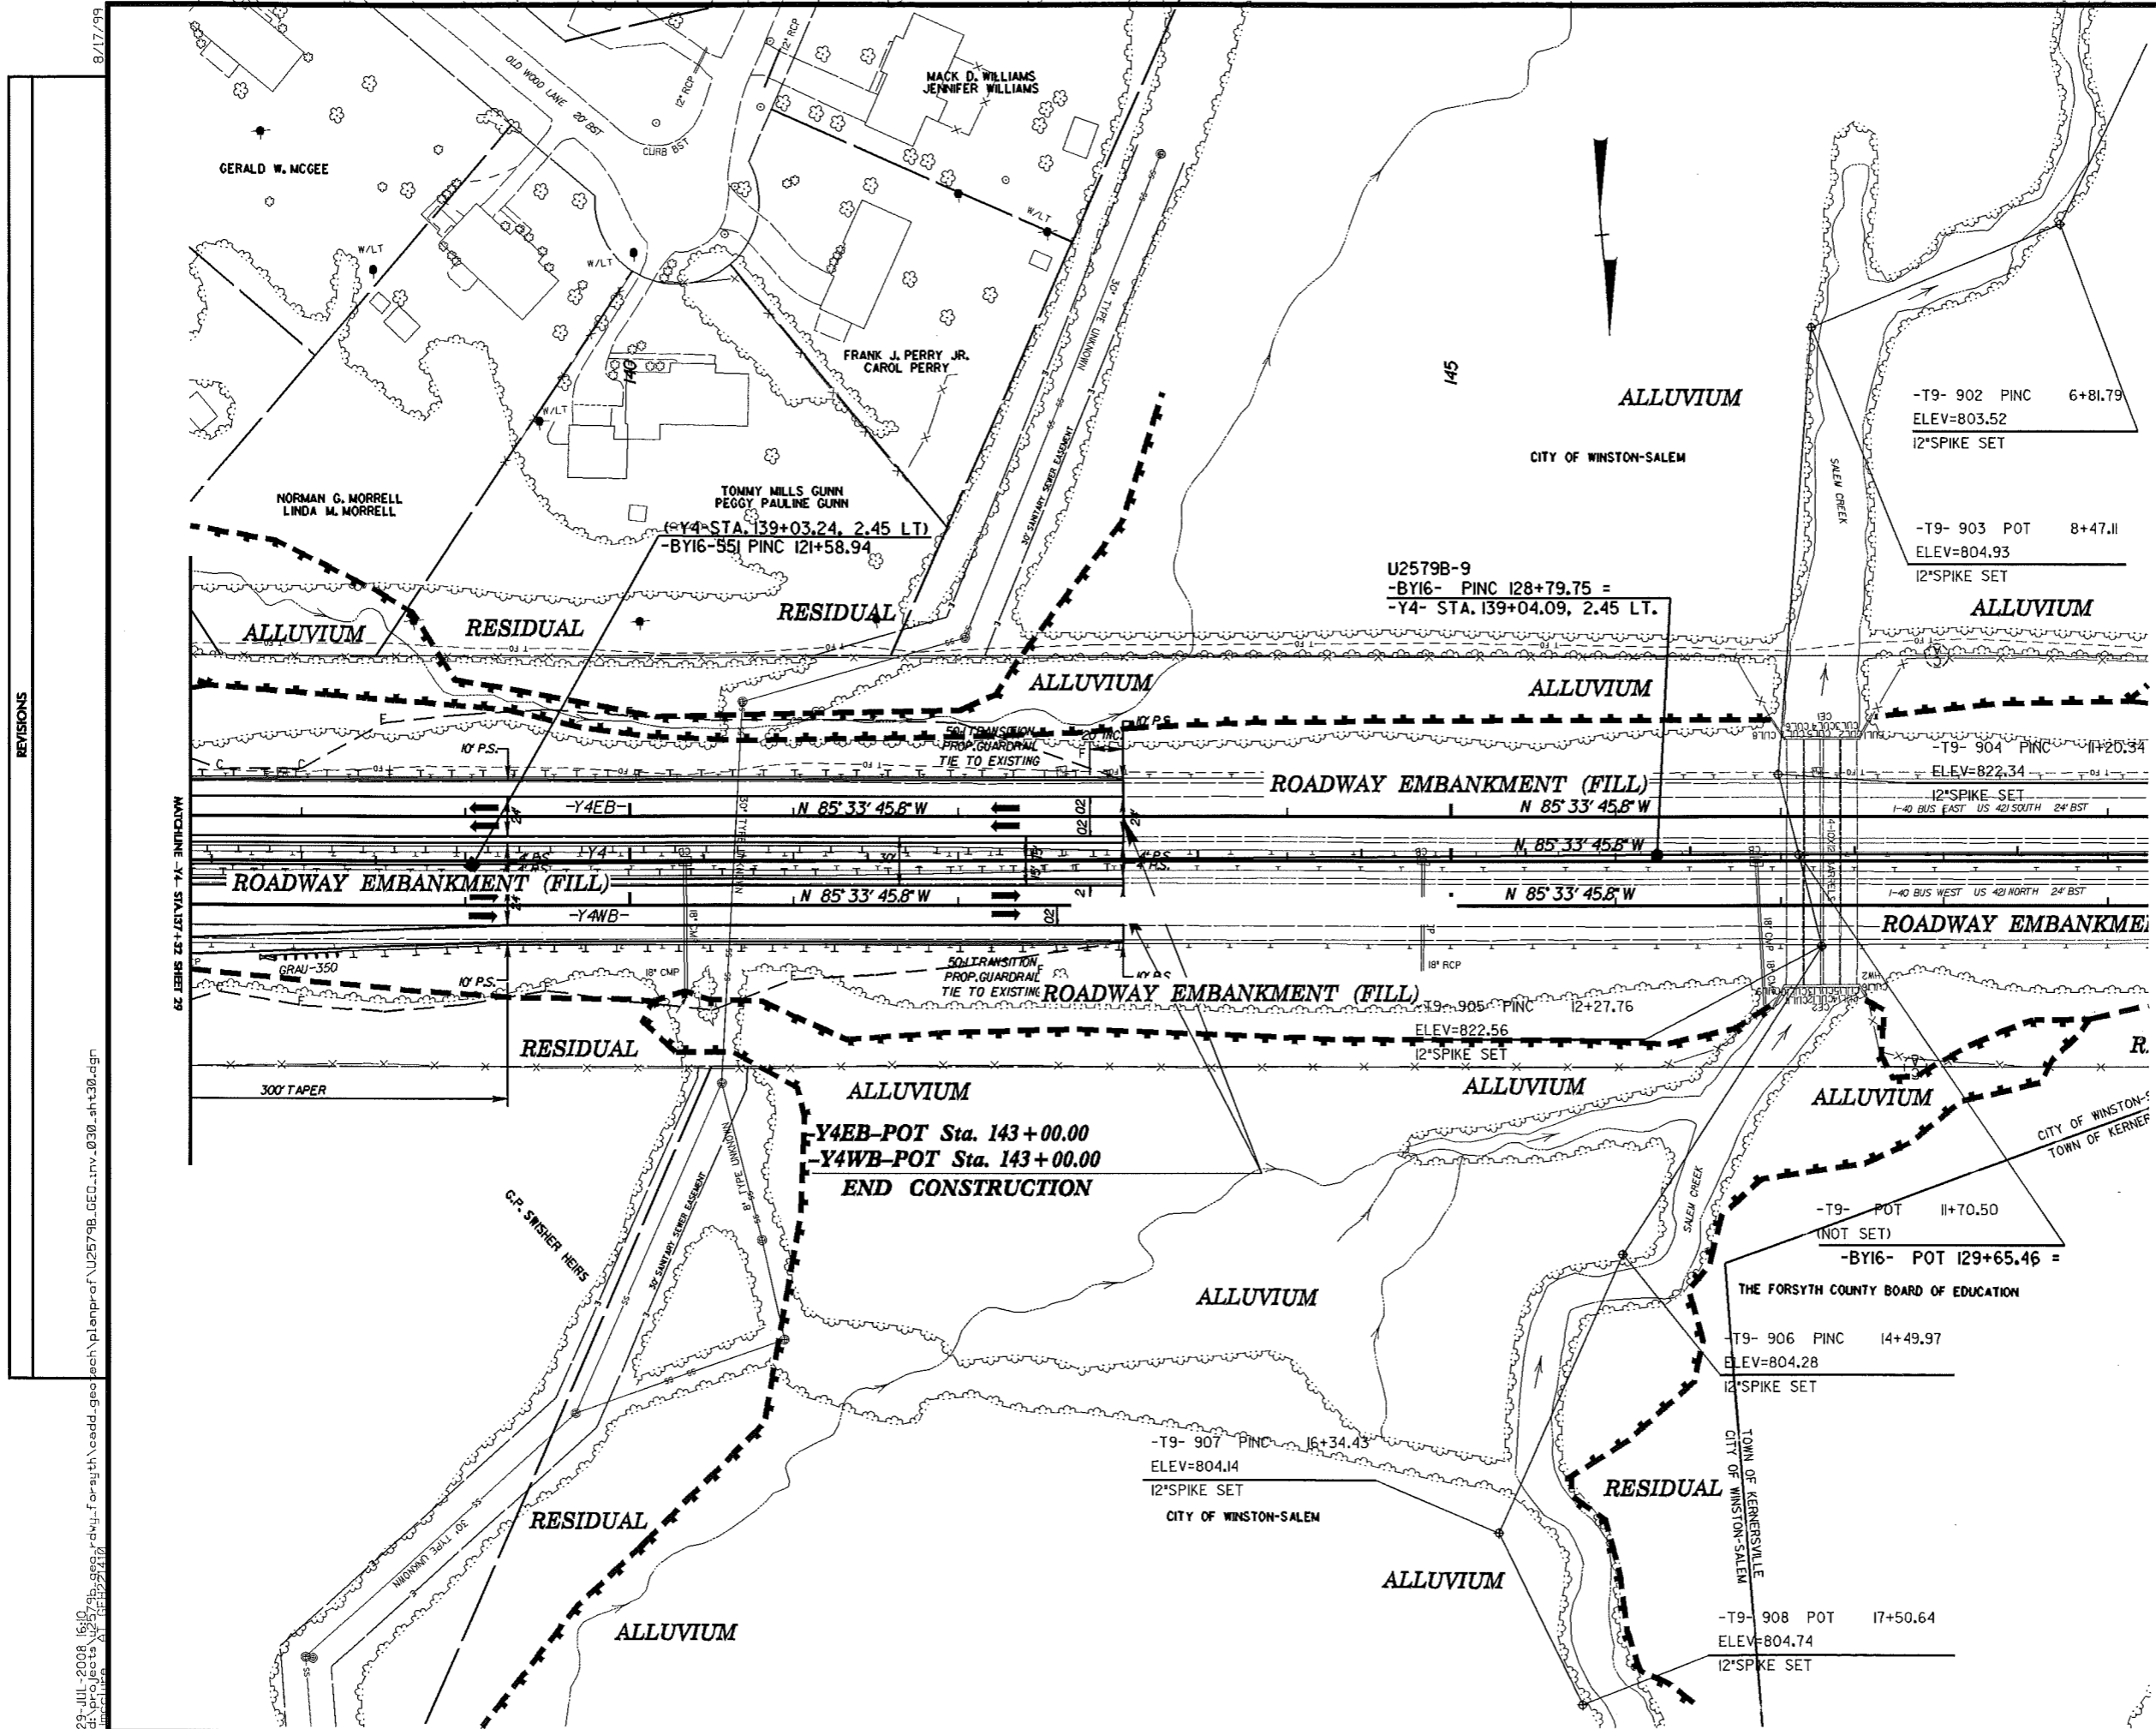 8/17/99
REVISIONS
29-JUL-2008 16:10
MATCHLINE -Y4- STA.137+32 SHEET 29
OLD WOOD LANE 20' BST
12" RCP
12" RCP
CURB BST
MACK D. WILLIAMS
JENNIFER WILLIAMS
GERALD W. MCGEE
W/LT
W/LT
W/LT
W/LT
140
145
FRANK J. PERRY JR.
CAROL PERRY
30' TYPE UNKNOWN
30' SANITARY SEWER EASEMENT
NORMAN G. MORRELL
LINDA M. MORRELL
TOMMY MILLS GUNN
PEGGY PAULINE GUNN
(-Y4-STA. 139+03.24, 2.45 LT)
-BY16-551 PINC 121+58.94
ALLUVIUM
CITY OF WINSTON-SALEM
SALEM CREEK
-T9- 902 PINC 6+81.79
ELEV=803.52
12"SPIKE SET
-T9- 903 POT 8+47.11
ELEV=804.93
12"SPIKE SET
U2579B-9
-BY16- PINC 128+79.75 =
-Y4- STA. 139+04.09, 2.45 LT.
ALLUVIUM
ALLUVIUM
RESIDUAL
RESIDUAL
ALLUVIUM
ALLUVIUM
10' P.S.
50' TRANSITION
PROP.GUARDRAIL
TIE TO EXISTING
20' INC.
10' P.S.
-T9- 904 PINC 11+20.34
ELEV=822.34
12"SPIKE SET
ROADWAY EMBANKMENT (FILL)
-Y4EB-
N 85° 33' 45.8" W
N 85° 33' 45.8" W
I-40 BUS EAST US 421 SOUTH 24' BST
24'
-Y4-
30'
N 85° 33' 45.8" W
ROADWAY EMBANKMENT (FILL)
N 85° 33' 45.8" W
N 85° 33' 45.8" W
I-40 BUS WEST US 421 NORTH 24' BST
-Y4WB-
ROADWAY EMBANKME
GRAU-350
10' P.S.
18" CMP
18" CMP
18" RCP
18" CMP
50' TRANSITION
PROP.GUARDRAIL
TIE TO EXISTING
10' P.S.
ROADWAY EMBANKMENT (FILL)
-T9- 905 PINC 12+27.76
ELEV=822.56
12"SPIKE SET
RESIDUAL
300' TAPER
ALLUVIUM
ALLUVIUM
ALLUVIUM
R
CITY OF WINSTON-S
TOWN OF KERNER
-Y4EB-POT Sta. 143+00.00
-Y4WB-POT Sta. 143+00.00
END CONSTRUCTION
8" TYPE UNKNOWN
30' SANITARY SEWER EASEMENT
G.P. SWISHER HEIRS
SALEM CREEK
-T9- POT 11+70.50
(NOT SET)
-BY16- POT 129+65.46 =
THE FORSYTH COUNTY BOARD OF EDUCATION
ALLUVIUM
-T9- 906 PINC 14+49.97
ELEV=804.28
12"SPIKE SET
-T9- 907 PINC 16+34.43
ELEV=804.14
12"SPIKE SET
CITY OF WINSTON-SALEM
RESIDUAL
TOWN OF KERNERSVILLE
CITY OF WINSTON-SALEM
RESIDUAL
30' TYPE UNKNOWN
ALLUVIUM
ALLUVIUM
-T9- 908 POT 17+50.64
ELEV=804.74
12"SPIKE SET